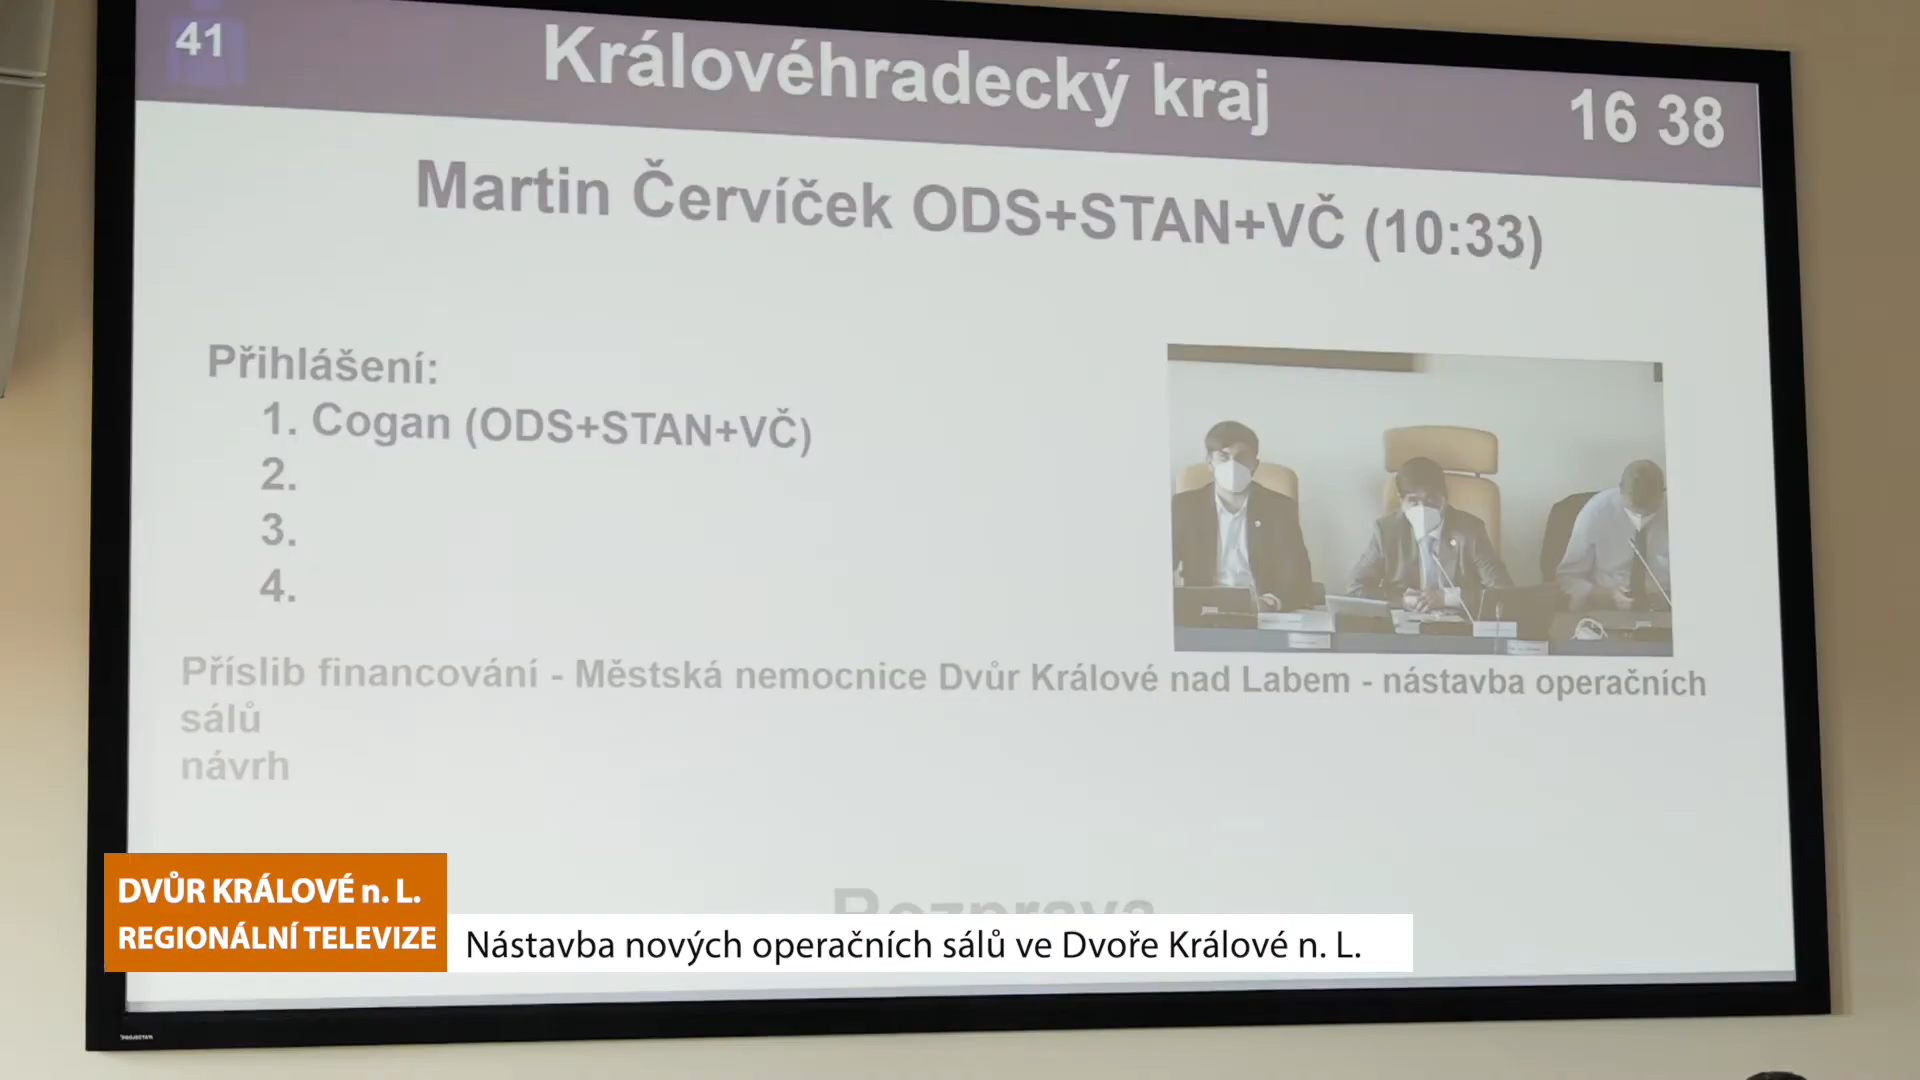 41
Královéhradecký kraj
16 38
Martin Červíček ODS+STAN+VČ (10:33)
Přihlášení:
1. Cogan (ODS+STAN+VČ)
2.
3.
4.
Příslib financování - Městská nemocnice Dvůr Králové nad Labem - nástavba operačních
sálů
návrh
Rozprava
DVŮR KRÁLOVÉ n. L.
REGIONÁLNÍ TELEVIZE
Nástavba nových operačních sálů ve Dvoře Králové n. L.